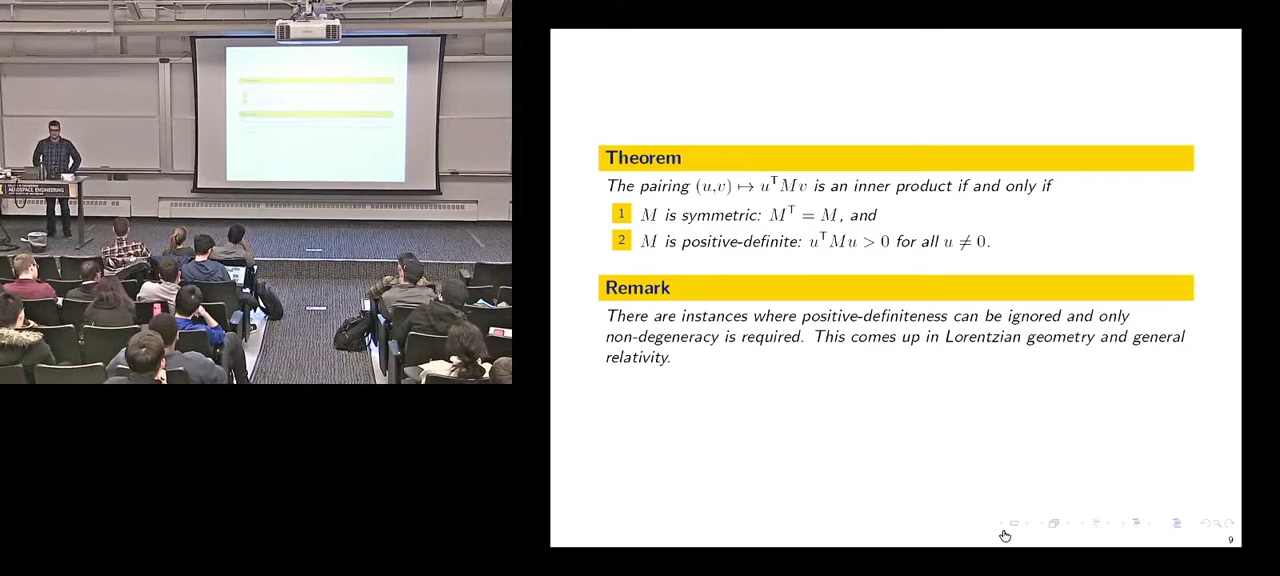 AEROSPACE ENGINEERING
Theorem
The pairing (u,v) ↦ uᵀMv is an inner product if and only if
1 M is symmetric: Mᵀ = M, and
2 M is positive-definite: uᵀMu > 0 for all u ≠ 0.
Remark
There are instances where positive-definiteness can be ignored and only
non-degeneracy is required. This comes up in Lorentzian geometry and general
relativity.
9